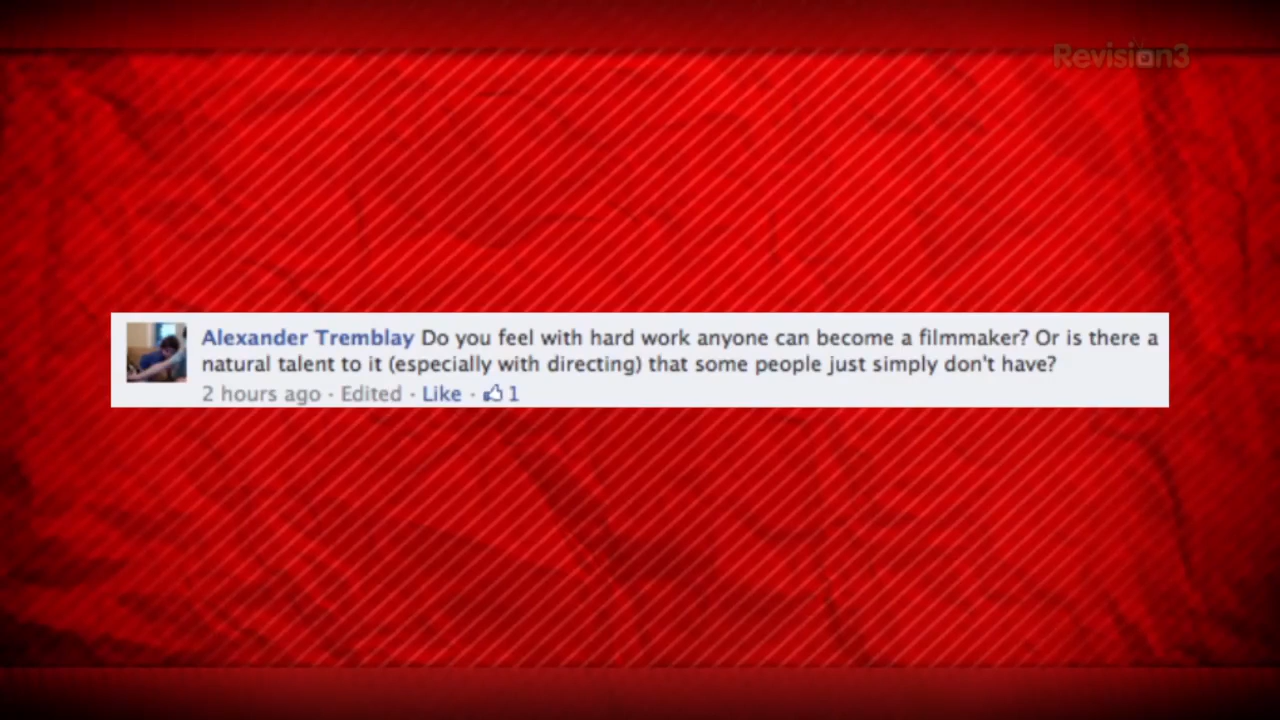 Revision3
Alexander Tremblay Do you feel with hard work anyone can become a filmmaker? Or is there a
natural talent to it (especially with directing) that some people just simply don't have?
2 hours ago · Edited · Like · 1